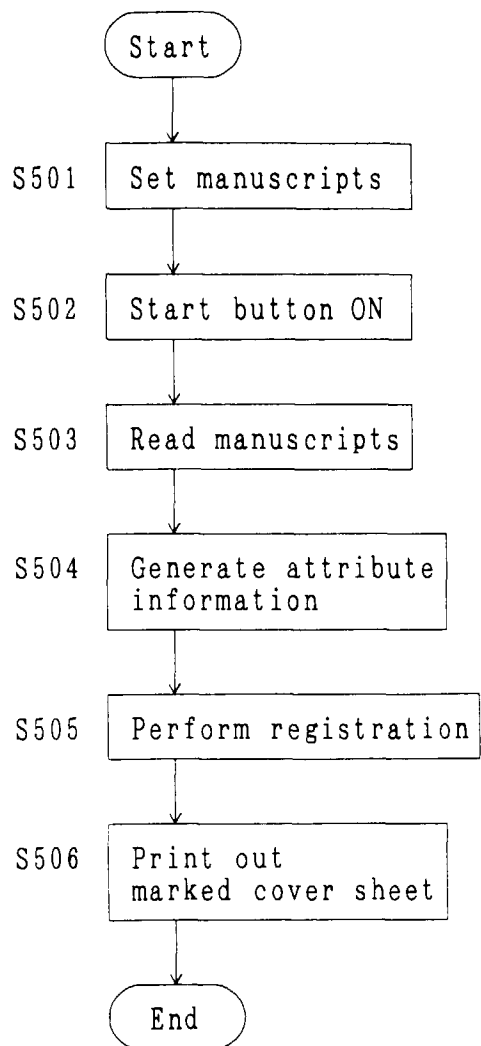 Start
S501 Set manuscripts
S502 Start button ON
S503 Read manuscripts
S504 Generate attribute
information
S505 Perform registration
S506 Print out
marked cover sheet
End